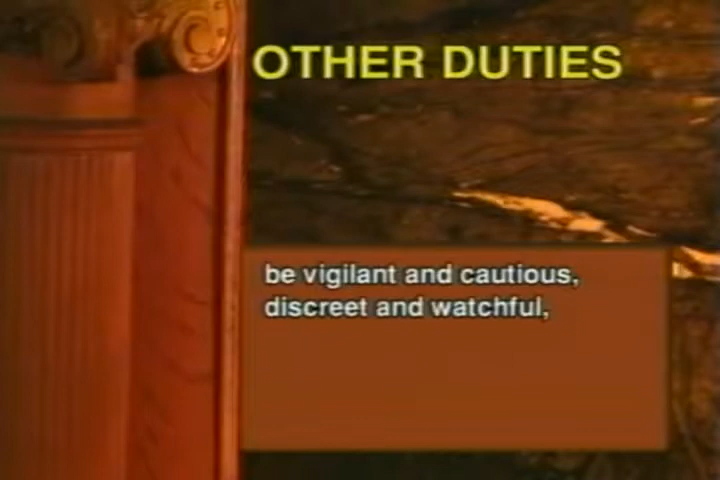 OTHER DUTIES
be vigilant and cautious,
discreet and watchful,